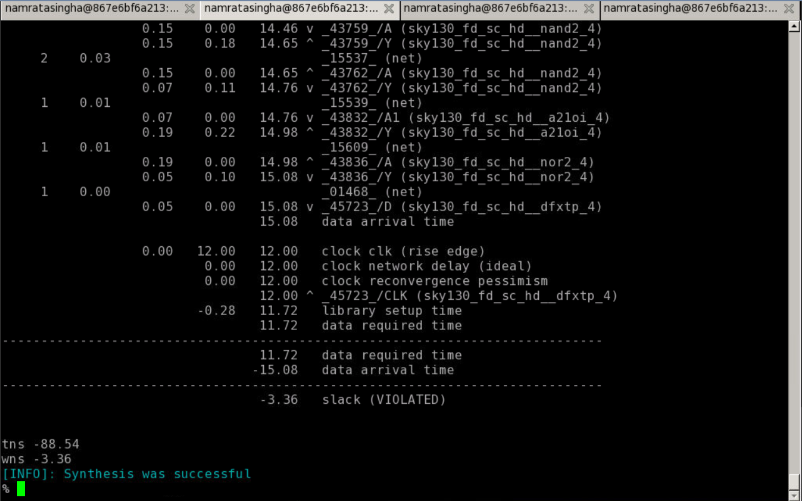 namratasingha@867e6bf6a213:... namratasingha@867e6bf6a213:... namratasingha@867e6bf6a213:... namratasingha@867e6bf6a213:...
0.15 0.00 14.46 v _43759_/A (sky130_fd_sc_hd__nand2_4)
0.15 0.18 14.65 ^ _43759_/Y (sky130_fd_sc_hd__nand2_4)
2 0.03 _15537_ (net)
0.15 0.00 14.65 ^ _43762_/A (sky130_fd_sc_hd__nand2_4)
0.07 0.11 14.76 v _43762_/Y (sky130_fd_sc_hd__nand2_4)
1 0.01 _15539_ (net)
0.07 0.00 14.76 v _43832_/A1 (sky130_fd_sc_hd__a21oi_4)
0.19 0.22 14.98 ^ _43832_/Y (sky130_fd_sc_hd__a21oi_4)
1 0.01 _15609_ (net)
0.19 0.00 14.98 ^ _43836_/A (sky130_fd_sc_hd__nor2_4)
0.05 0.10 15.08 v _43836_/Y (sky130_fd_sc_hd__nor2_4)
1 0.00 _01468_ (net)
0.05 0.00 15.08 v _45723_/D (sky130_fd_sc_hd__dfxtp_4)
15.08 data arrival time
0.00 12.00 12.00 clock clk (rise edge)
0.00 12.00 clock network delay (ideal)
0.00 12.00 clock reconvergence pessimism
12.00 ^ _45723_/CLK (sky130_fd_sc_hd__dfxtp_4)
-0.28 11.72 library setup time
11.72 data required time
-----------------------------------------------------------------------------
11.72 data required time
-15.08 data arrival time
-----------------------------------------------------------------------------
-3.36 slack (VIOLATED)
tns -88.54
wns -3.36
[INFO]: Synthesis was successful
%